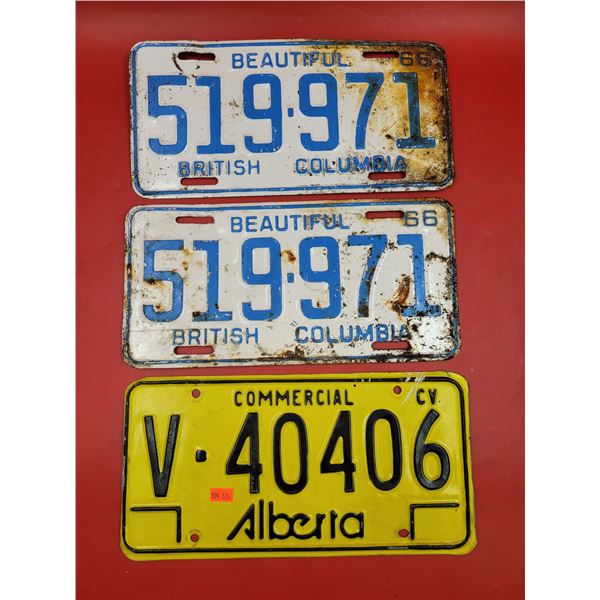 BEAUTIFUL 66
519·971
BRITISH COLUMBIA
BEAUTIFUL 66
519·971
BRITISH COLUMBIA
COMMERCIAL CV
V·40406
Alberta